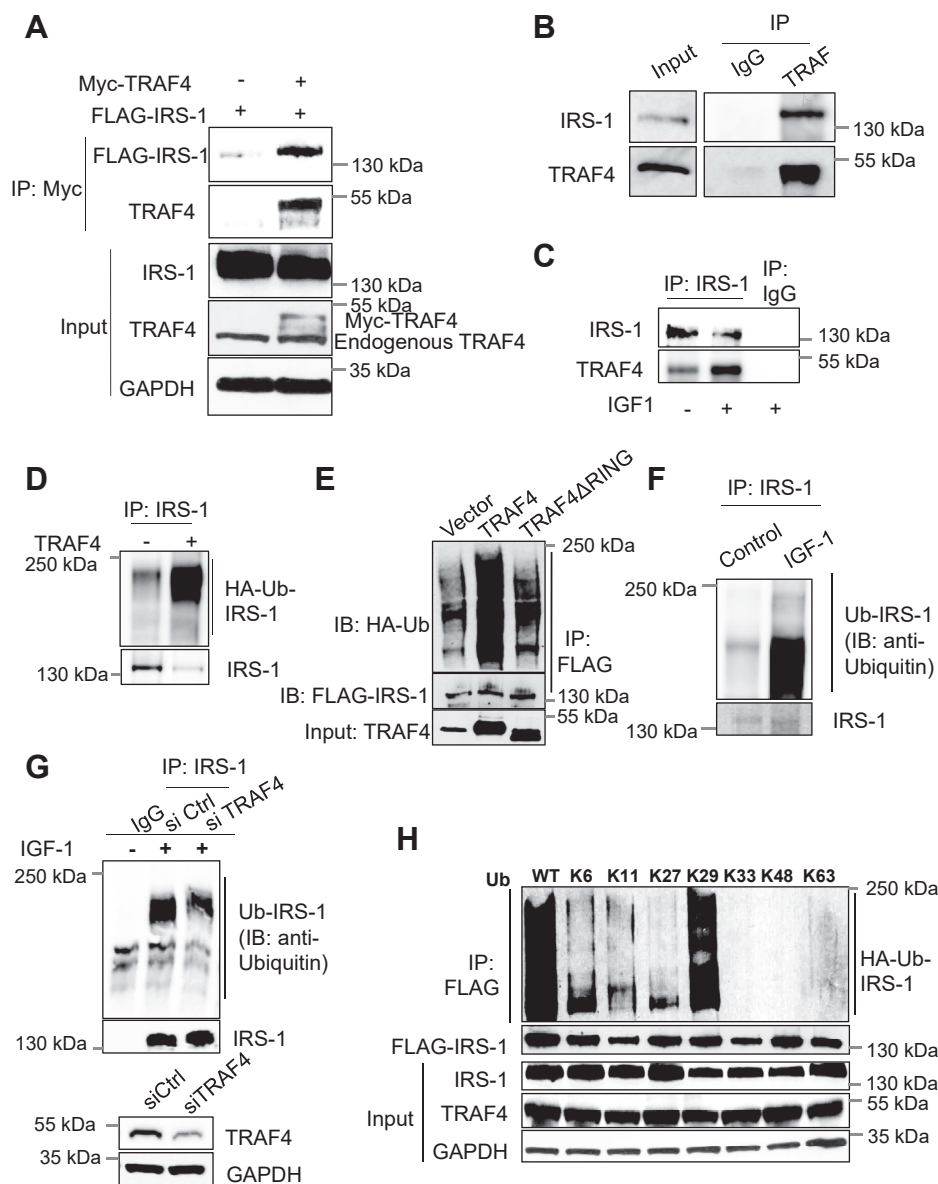 A
Myc-TRAF4 - +
FLAG-IRS-1 + +
IP: Myc
FLAG-IRS-1
130 kDa
TRAF4
55 kDa
Input
IRS-1
130 kDa
55 kDa
TRAF4
Myc-TRAF4
Endogenous TRAF4
35 kDa
GAPDH
B
IP
Input IgG TRAF
IRS-1
130 kDa
55 kDa
TRAF4
C
IP: IRS-1
IP:
IgG
IRS-1
130 kDa
55 kDa
TRAF4
IGF1 - + +
D
IP: IRS-1
TRAF4 - +
250 kDa
HA-Ub-
IRS-1
130 kDa
IRS-1
E
Vector TRAF4 TRAF4ΔRING
250 kDa
IB: HA-Ub
IP:
FLAG
IB: FLAG-IRS-1
130 kDa
55 kDa
Input: TRAF4
F
IP: IRS-1
Control IGF-1
250 kDa
Ub-IRS-1
(IB: anti-
Ubiquitin)
130 kDa
IRS-1
G
IP: IRS-1
IgG si Ctrl si TRAF4
IGF-1 - + +
250 kDa
Ub-IRS-1
(IB: anti-
Ubiquitin)
130 kDa
IRS-1
siCtrl siTRAF4
55 kDa
TRAF4
35 kDa
GAPDH
H
Ub WT K6 K11 K27 K29 K33 K48 K63
250 kDa
IP:
FLAG
HA-Ub-
IRS-1
FLAG-IRS-1
130 kDa
Input
IRS-1
130 kDa
TRAF4
55 kDa
35 kDa
GAPDH